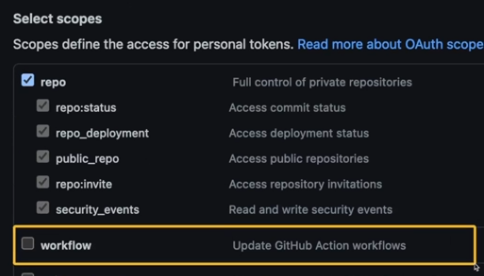 Select scopes
Scopes define the access for personal tokens. Read more about OAuth scope
repo Full control of private repositories
repo:status Access commit status
repo_deployment Access deployment status
public_repo Access public repositories
repo:invite Access repository invitations
security_events Read and write security events
workflow Update GitHub Action workflows